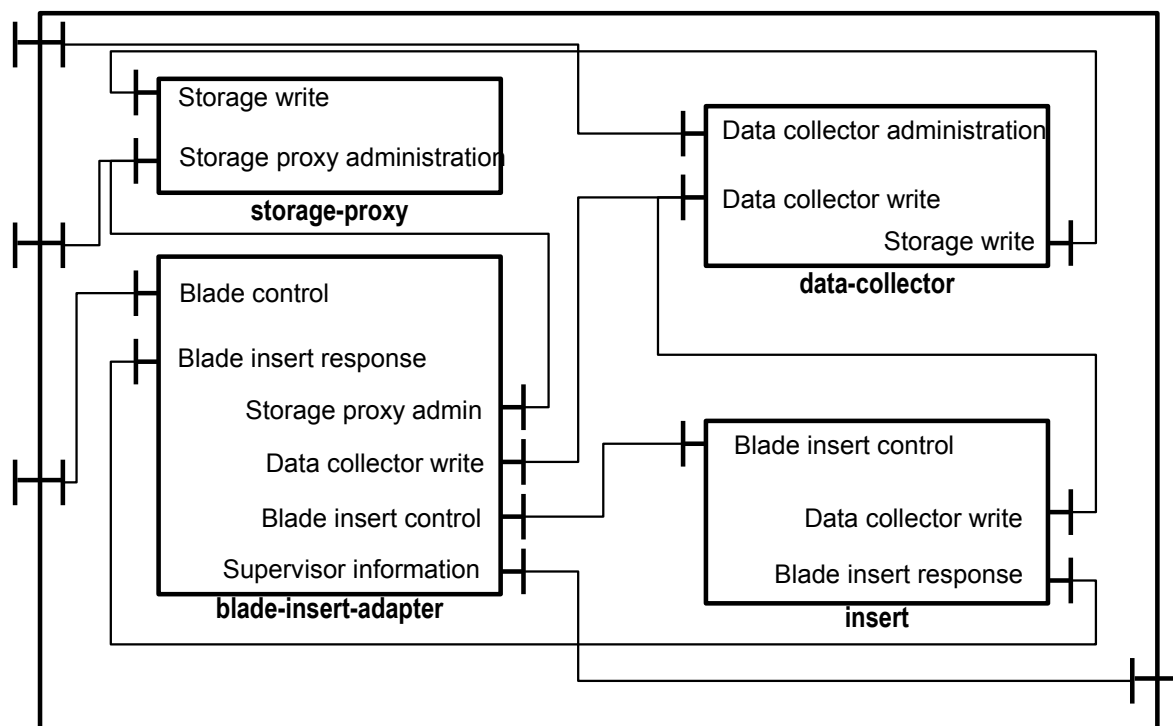 Storage write
Storage proxy administration
storage-proxy
Data collector administration
Data collector write
Storage write
data-collector
Blade control
Blade insert response
Storage proxy admin
Data collector write
Blade insert control
Supervisor information
blade-insert-adapter
Blade insert control
Data collector write
Blade insert response
insert